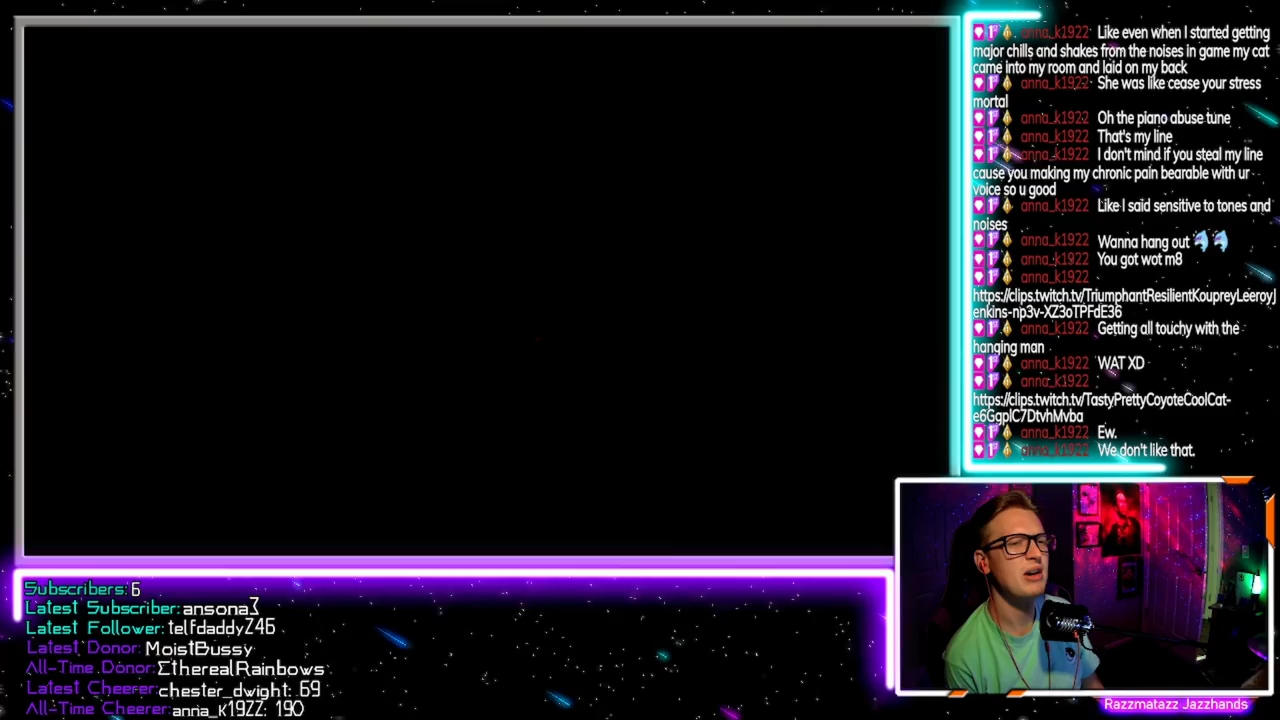 anna_k1922 Like even when I started getting
major chills and shakes from the noises in game my cat
came into my room and laid on my back
anna_k1922 She was like cease your stress
mortal
anna_k1922 Oh the piano abuse tune
anna_k1922 That's my line
anna_k1922 I don't mind if you steal my line
cause you making my chronic pain bearable with ur
voice so u good
anna_k1922 Like I said sensitive to tones and
noises
anna_k1922 Wanna hang out
anna_k1922 You got wot m8
anna_k1922
https://clips.twitch.tv/TriumphantResilientKoupreyLeeroyJ
enkins-np3v-XZ3oTPFdE36
anna_k1922 Getting all touchy with the
hanging man
anna_k1922 WAT XD
anna_k1922
https://clips.twitch.tv/TastyPrettyCoyoteCoolCat-
e6GgplC7DtvhMvba
anna_k1922 Ew.
anna_k1922 We don't like that.
Subscribers: 6
Latest Subscriber: ansona3
Latest Follower: telfdaddy246
Latest Donor: MoistBussy
All-Time Donor: EtherealRainbows
Latest Cheerer: chester_dwight: 69
All-Time Cheerer: anna_k1922: 190
Razzmatazz Jazzhands